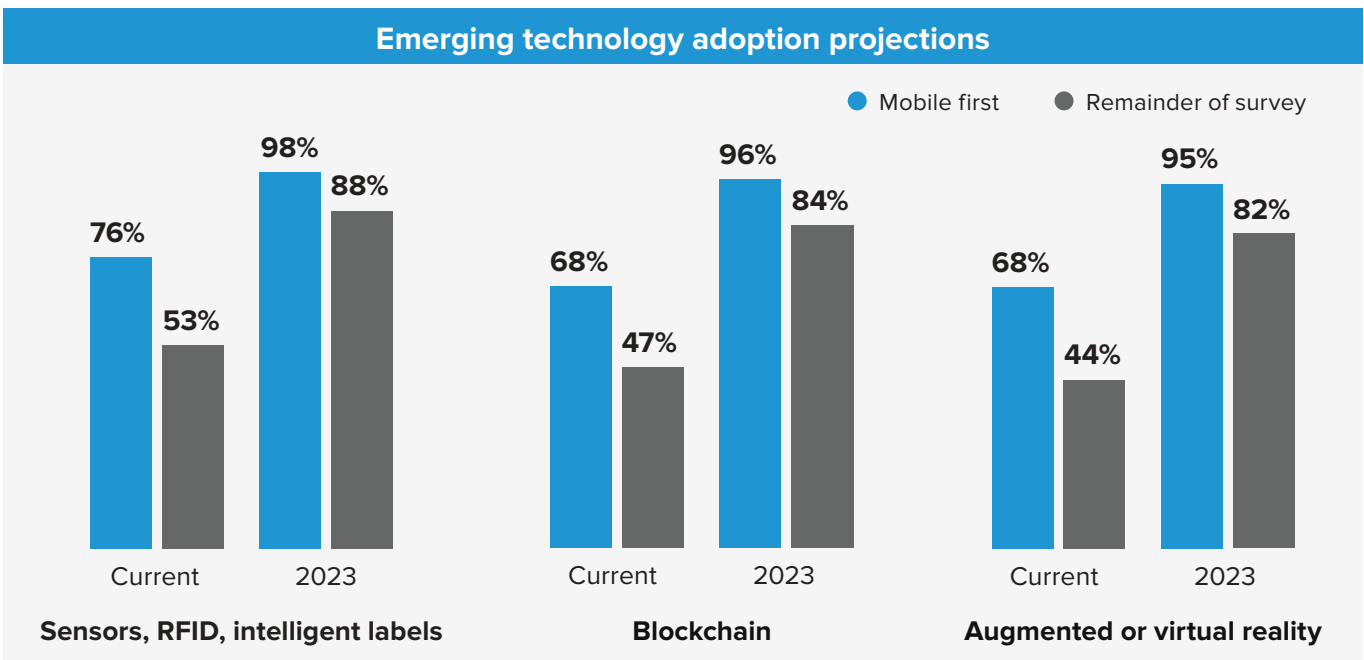 Emerging technology adoption projections
Mobile first Remainder of survey
98%
88%
76%
53%
Current 2023
Sensors, RFID, intelligent labels
96%
84%
68%
47%
Current 2023
Blockchain
95%
82%
68%
44%
Current 2023
Augmented or virtual reality